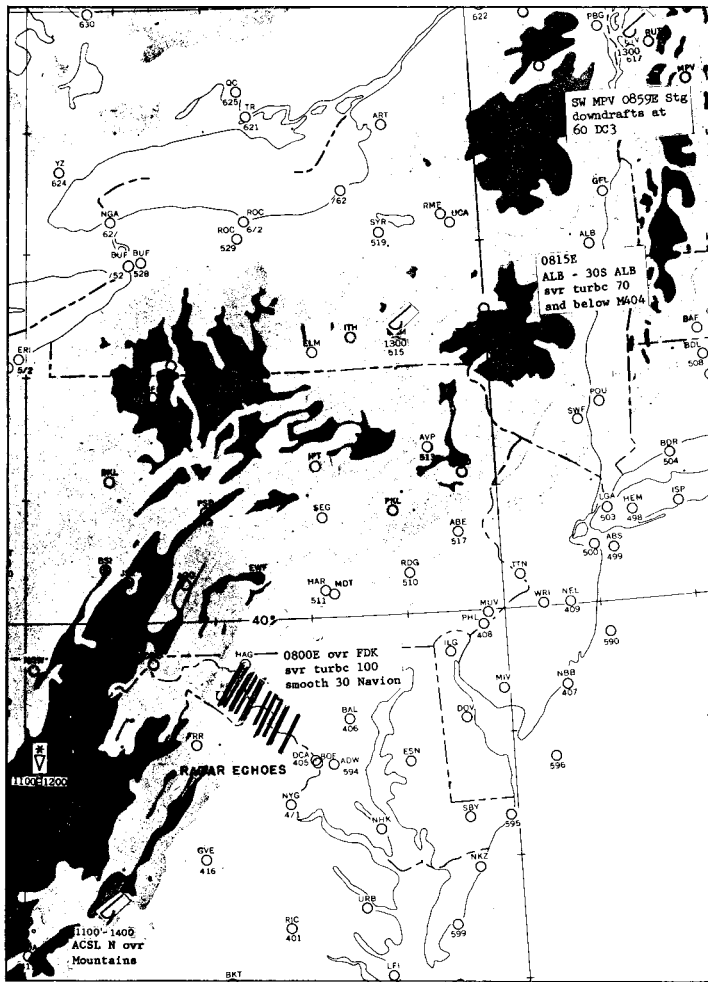 630
622
PBG
BUT
1300
617
MPV
QC
625
TR
621
ART
SW MPV 0859E Stg
downdrafts at
60 DC3
YZ
624
GFL
NGA
62/
ROC
6/2
/62
RME
UCA
ROC
529
SYR
519
ALB
BUF
/52
BUF
528
0815E
ALB - 30S ALB
svr turbc 70
and below M404
BAF
BDL
508
ERI
5/2
ELM
ITH
1300
615
POU
SWF
AVP
513
IPT
BDR
504
PSB
SEG
PKL
ABE
517
LGA
503
HEM
498
ISP
500
ABS
499
RDG
510
TTN
HAR
511
MDT
EWF
WRI
NEL
409
MUV
PHL
408
40°
590
HAG
0800E ovr FDK
svr turbc 100
smooth 30 Navion
ILG
MIV
NBB
407
BAL
406
DOV
FRR
DCA
405
BOF
ADW
594
ESN
596
RADAR ECHOES
1100-1200
NYG
4/1
NHK
SBY
595
GVE
416
NKZ
URB
RIC
401
599
1100-1400
ACSL N ovr
Mountains
BKT
LFI